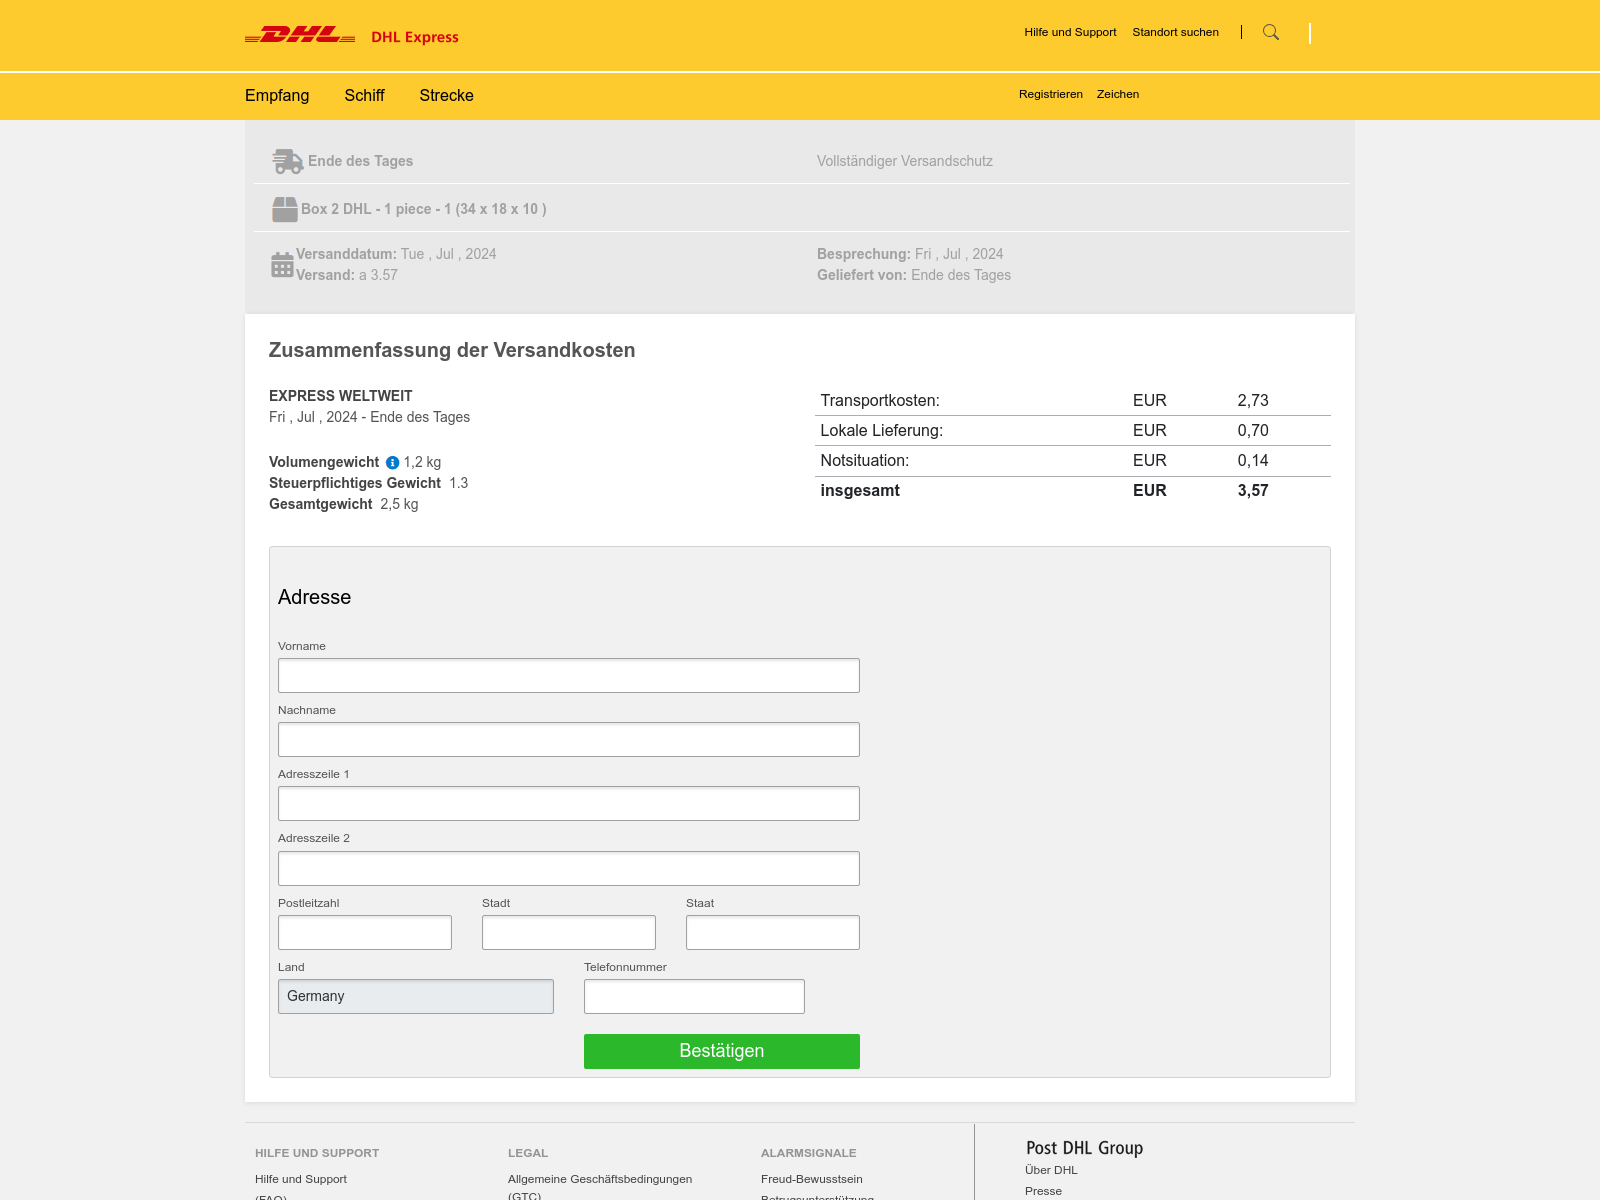 DHL DHL Express
Hilfe und Support Standort suchen
Empfang Schiff Strecke
Registrieren Zeichen
Ende des Tages
Vollständiger Versandschutz
Box 2 DHL - 1 piece - 1 (34 x 18 x 10 )
Versanddatum: Tue , Jul , 2024
Versand: a 3.57
Besprechung: Fri , Jul , 2024
Geliefert von: Ende des Tages
Zusammenfassung der Versandkosten
EXPRESS WELTWEIT
Fri , Jul , 2024 - Ende des Tages
Volumengewicht 1,2 kg
Steuerpflichtiges Gewicht 1.3
Gesamtgewicht 2,5 kg
Transportkosten: EUR 2,73
Lokale Lieferung: EUR 0,70
Notsituation: EUR 0,14
insgesamt EUR 3,57
Adresse
Vorname
Nachname
Adresszeile 1
Adresszeile 2
Postleitzahl Stadt Staat
Land Telefonnummer
Germany
Bestätigen
HILFE UND SUPPORT
Hilfe und Support
(FAQ)
LEGAL
Allgemeine Geschäftsbedingungen
(GTC)
ALARMSIGNALE
Freud-Bewusstsein
Betrugsunterstützung
Post DHL Group
Über DHL
Presse